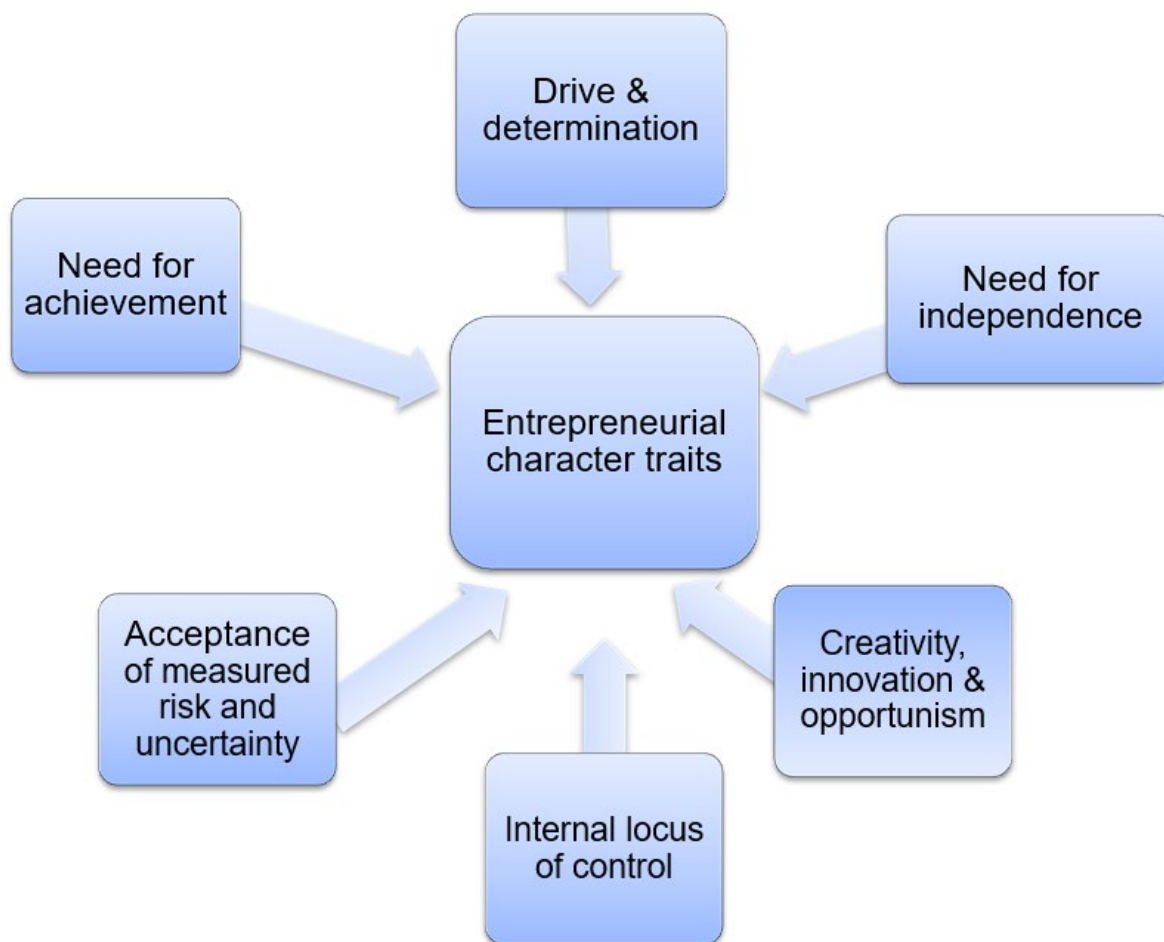 Drive &
determination
Need for
achievement
Need for
independence
Entrepreneurial
character traits
Acceptance
of measured
risk and
uncertainty
Creativity,
innovation &
opportunism
Internal locus
of control